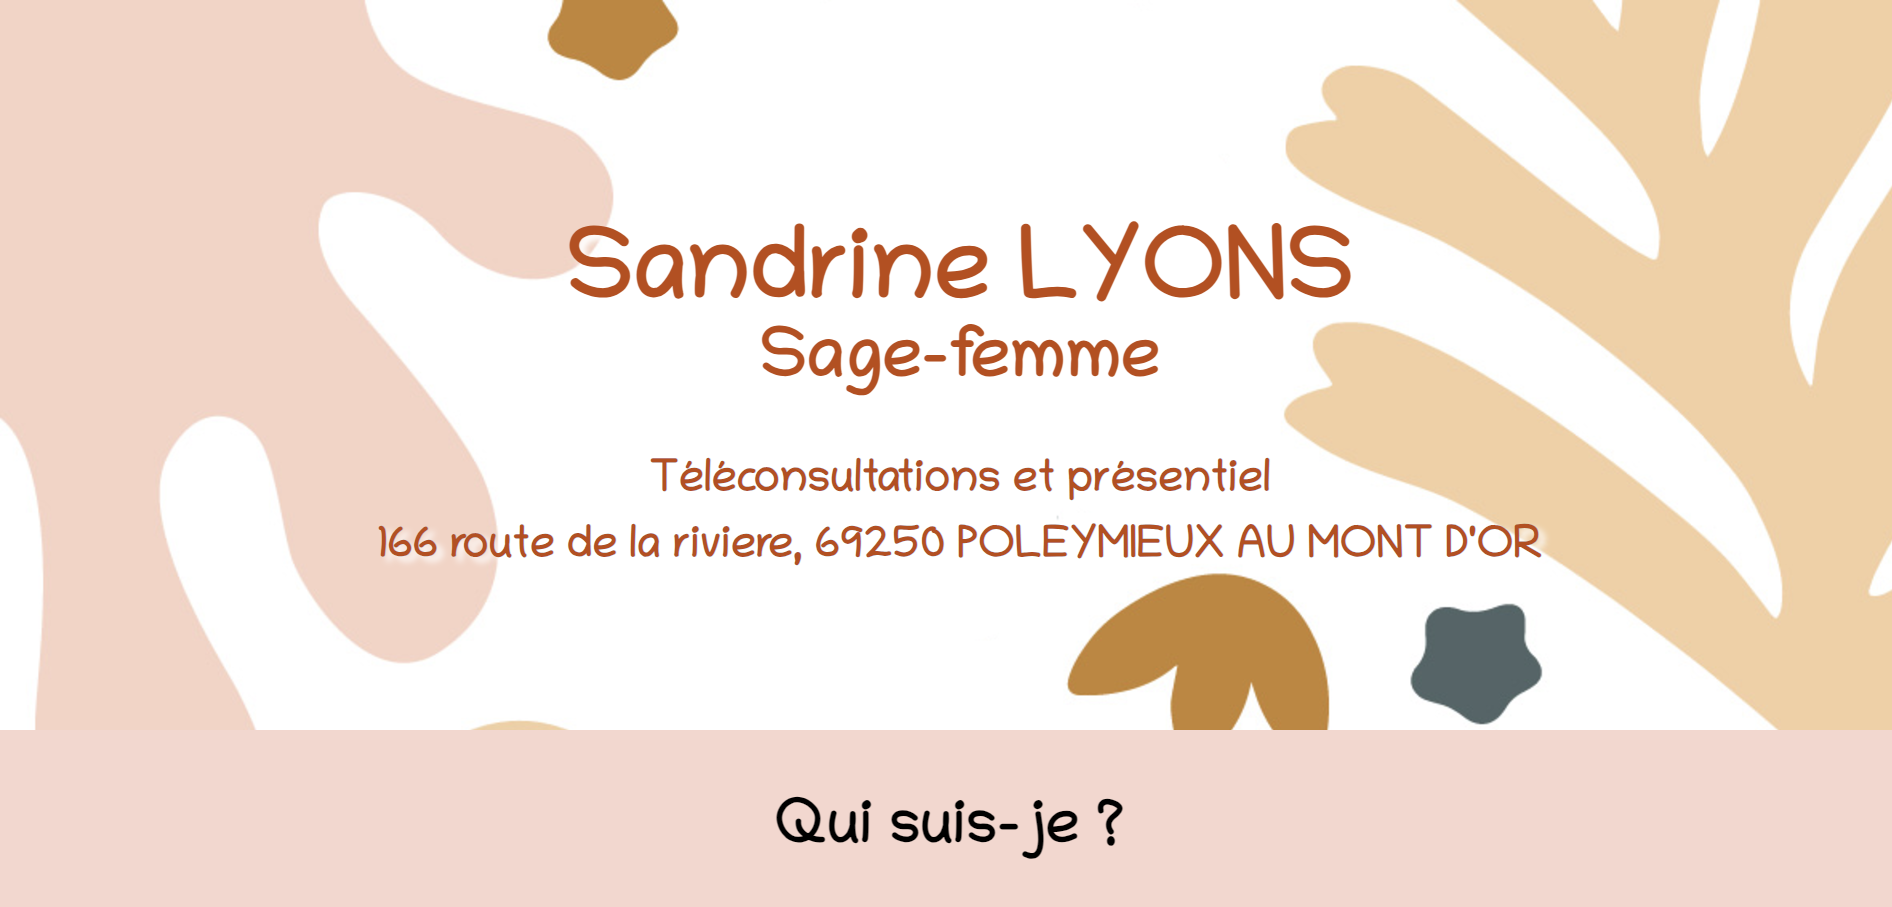 Sandrine LYONS
Sage-femme
Téléconsultations et présentiel
166 route de la riviere, 69250 POLEYMIEUX AU MONT D'OR
Qui suis-je ?